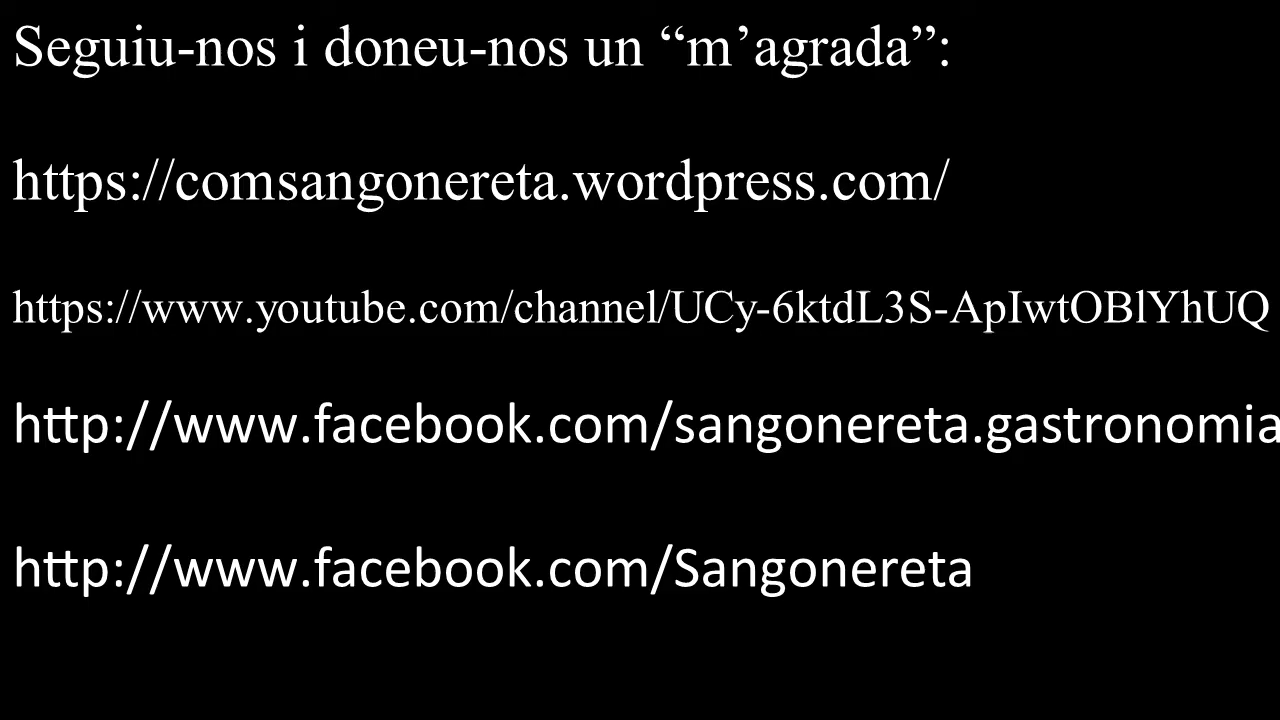 Seguiu-nos i doneu-nos un “m’agrada”:
https://comsangonereta.wordpress.com/
https://www.youtube.com/channel/UCy-6ktdL3S-ApIwtOBlYhUQ
http://www.facebook.com/sangonereta.gastronomia
http://www.facebook.com/Sangonereta